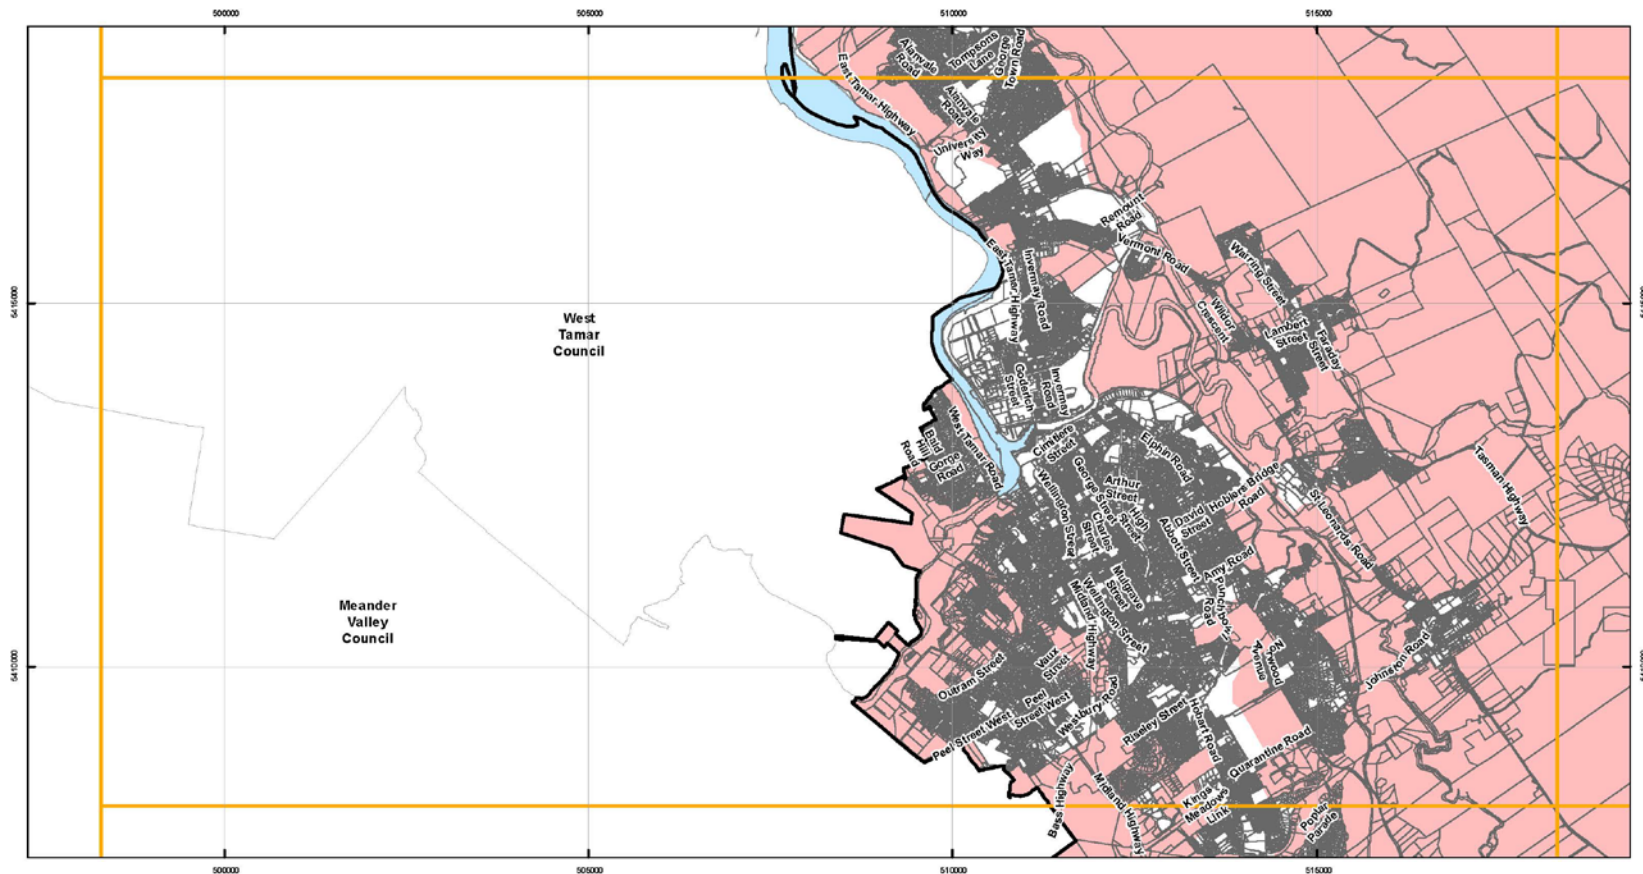 500000
505000
510000
515000
Alanvale
Road
Tompsons
Lane
George
Town Road
East Tamar Highway
Alanvale
Road
University
Way
Remount
Road
Vermont Road
Warring Street
East Tamar Highway
Invermay Road
5415000
West
Tamar
Council
Wildor
Crescent
Lambert
Street
Faraday
Street
Goderich
Street
Invermay
Road
West Tamar Road
Bald
Hill
Road
Gorge
Road
Cimitiere
Street
Elphin Road
Tasman Highway
Wellington Street
George Street
Arthur
Street
High
Street
Charles
Street
David
Street
Hoblers Bridge
Road
Abbott Street
St Leonards Road
Amy Road
Mulgrave
Street
Wellington Street
Midland Highway
Punchbowl
Road
Meander
Valley
Council
Norwood
Avenue
Johnston Road
5410000
Vaux
Street
Outram Street
Peel
Street West
Peel Street West
Westbury Road
Riseley Street
Hobart Road
Quarantine Road
Bass Highway
Midland Highway
Kings
Meadows
Link
Poplar
Parade
500000
505000
510000
515000